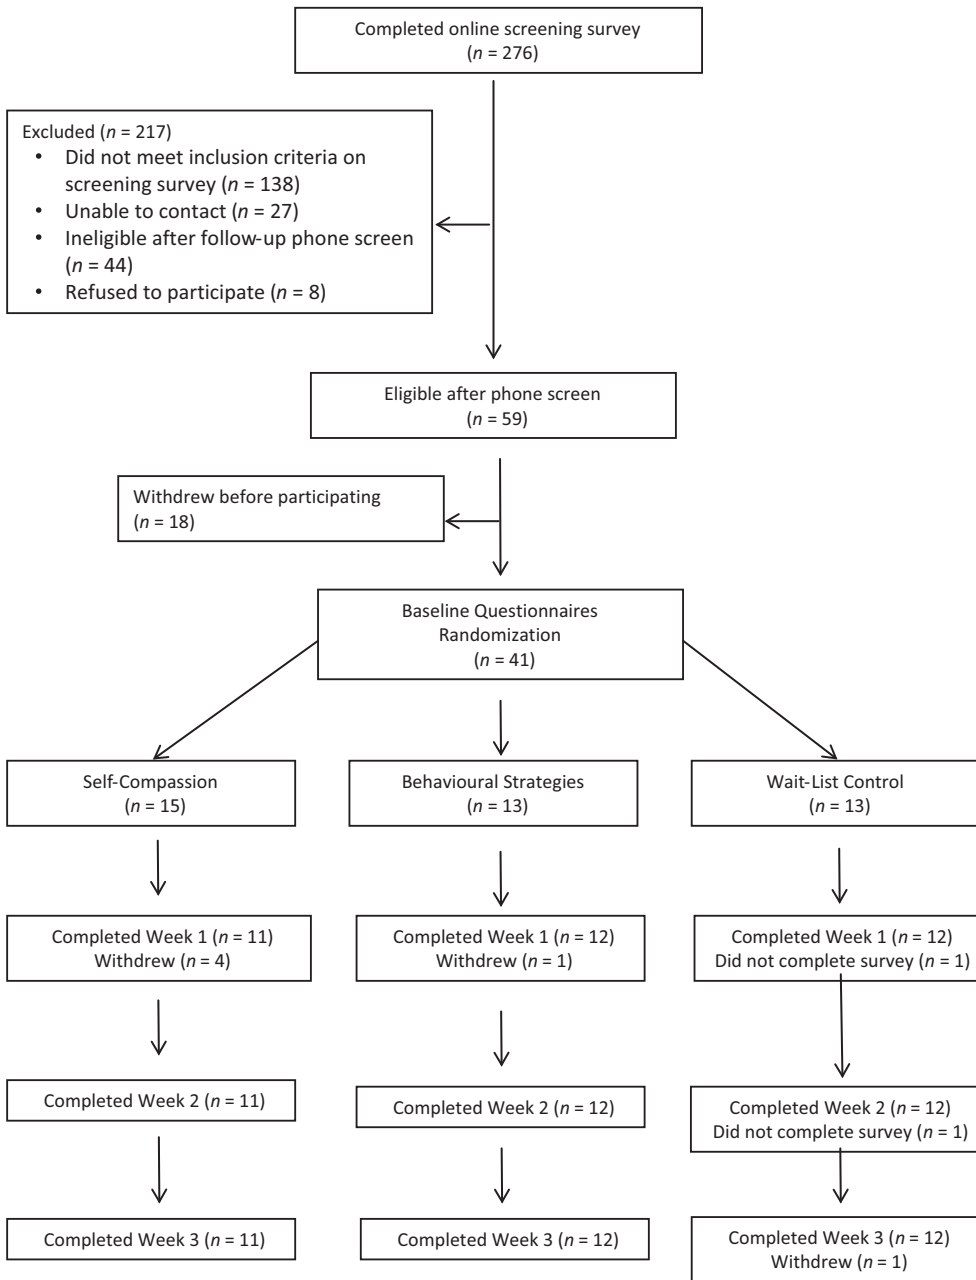 Completed online screening survey
(n = 276)
Excluded (n = 217)
• Did not meet inclusion criteria on
screening survey (n = 138)
• Unable to contact (n = 27)
• Ineligible after follow-up phone screen
(n = 44)
• Refused to participate (n = 8)
Eligible after phone screen
(n = 59)
Withdrew before participating
(n = 18)
Baseline Questionnaires
Randomization
(n = 41)
Self-Compassion
(n = 15)
Behavioural Strategies
(n = 13)
Wait-List Control
(n = 13)
Completed Week 1 (n = 11)
Withdrew (n = 4)
Completed Week 1 (n = 12)
Withdrew (n = 1)
Completed Week 1 (n = 12)
Did not complete survey (n = 1)
Completed Week 2 (n = 11)
Completed Week 2 (n = 12)
Completed Week 2 (n = 12)
Did not complete survey (n = 1)
Completed Week 3 (n = 11)
Completed Week 3 (n = 12)
Completed Week 3 (n = 12)
Withdrew (n = 1)